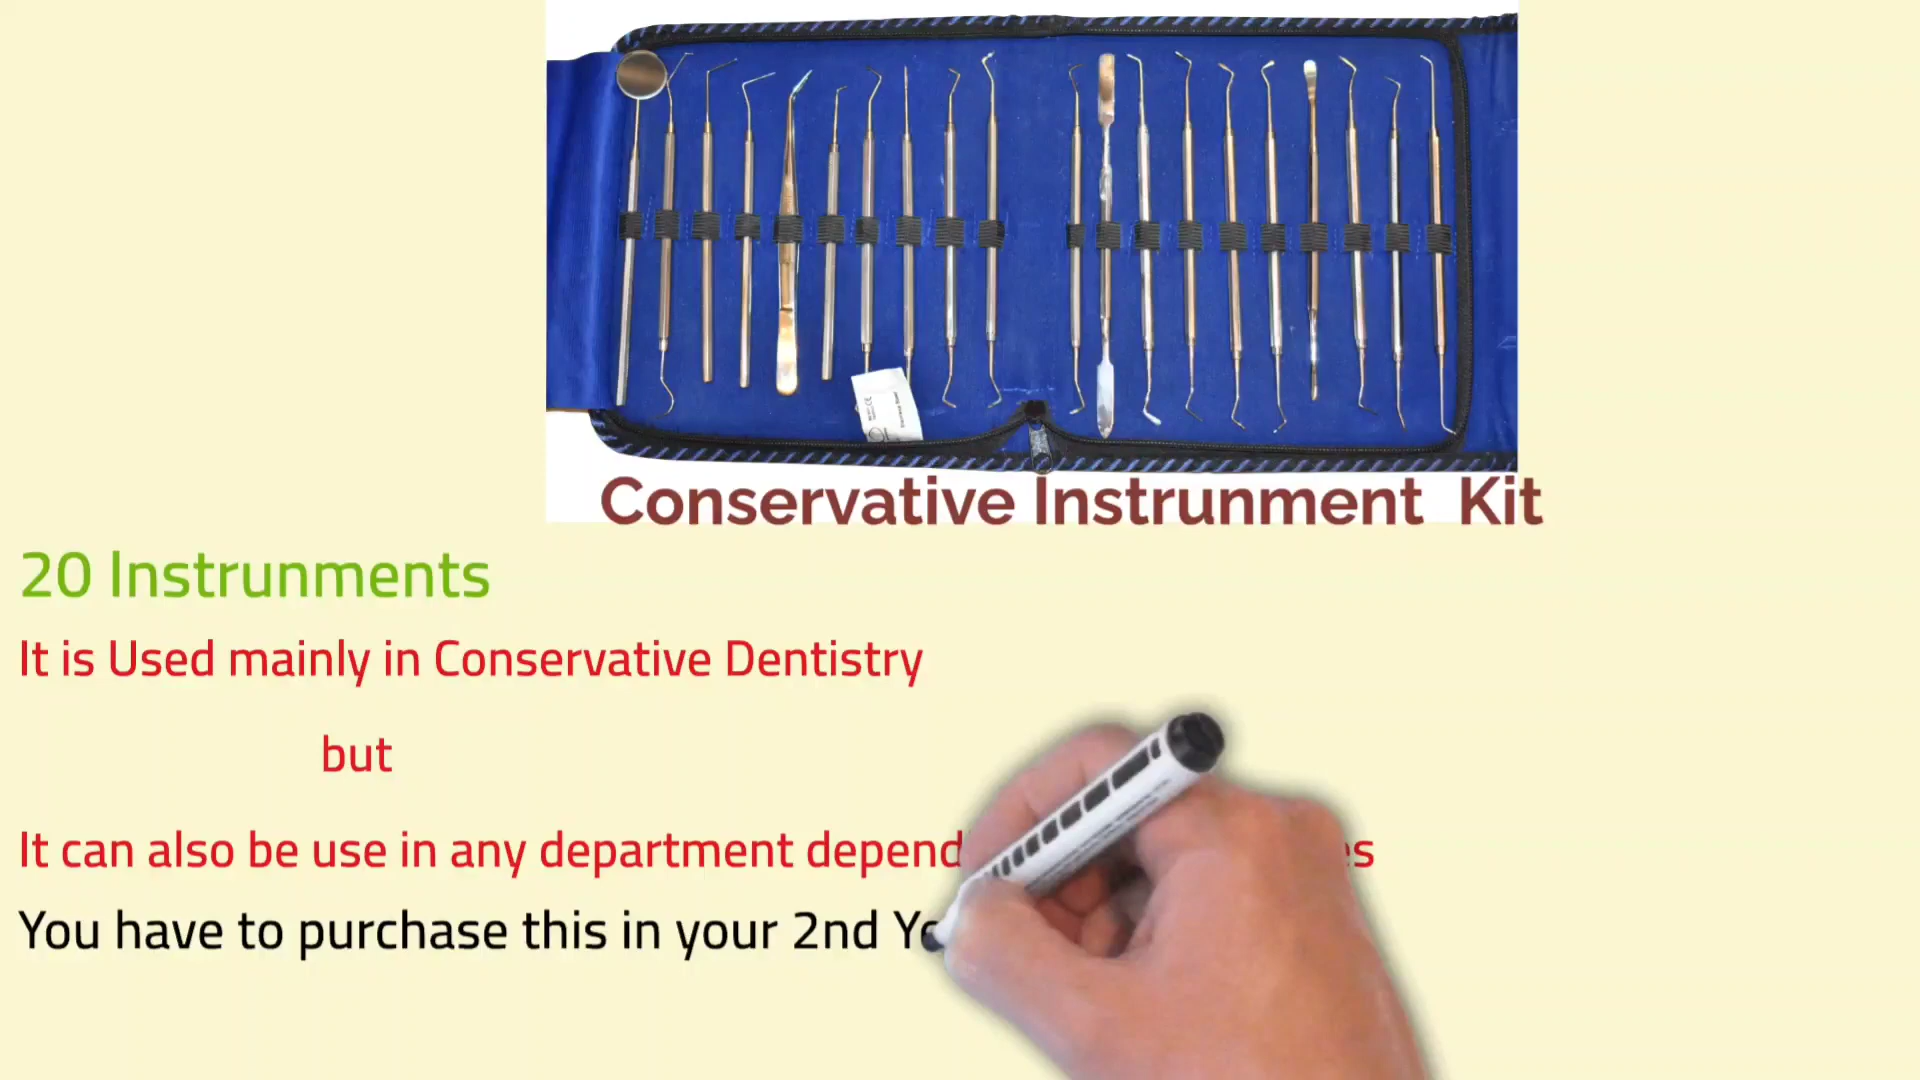 Conservative Instrunment Kit
20 Instrunments
It is Used mainly in Conservative Dentistry
but
It can also be use in any department depend
You have to purchase this in your 2nd